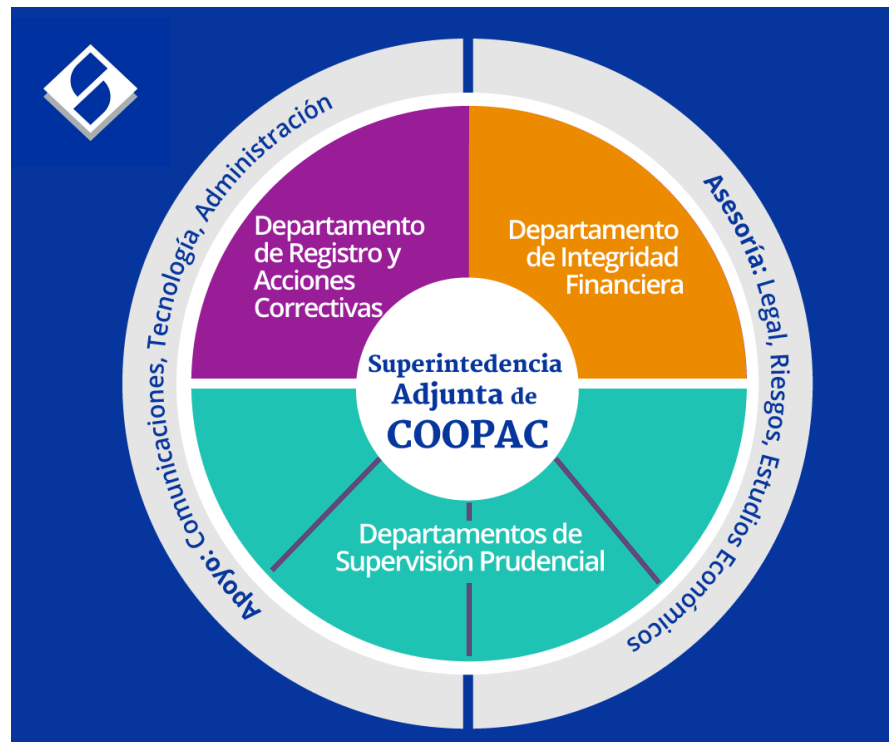 Apoyo: Comunicaciones, Tecnología, Administración
Asesoría: Legal, Riesgos, Estudios Económicos
Departamento
de Registro y
Acciones
Correctivas
Departamento
de Integridad
Financiera
Superintedencia
Adjunta de
COOPAC
Departamentos de
Supervisión Prudencial